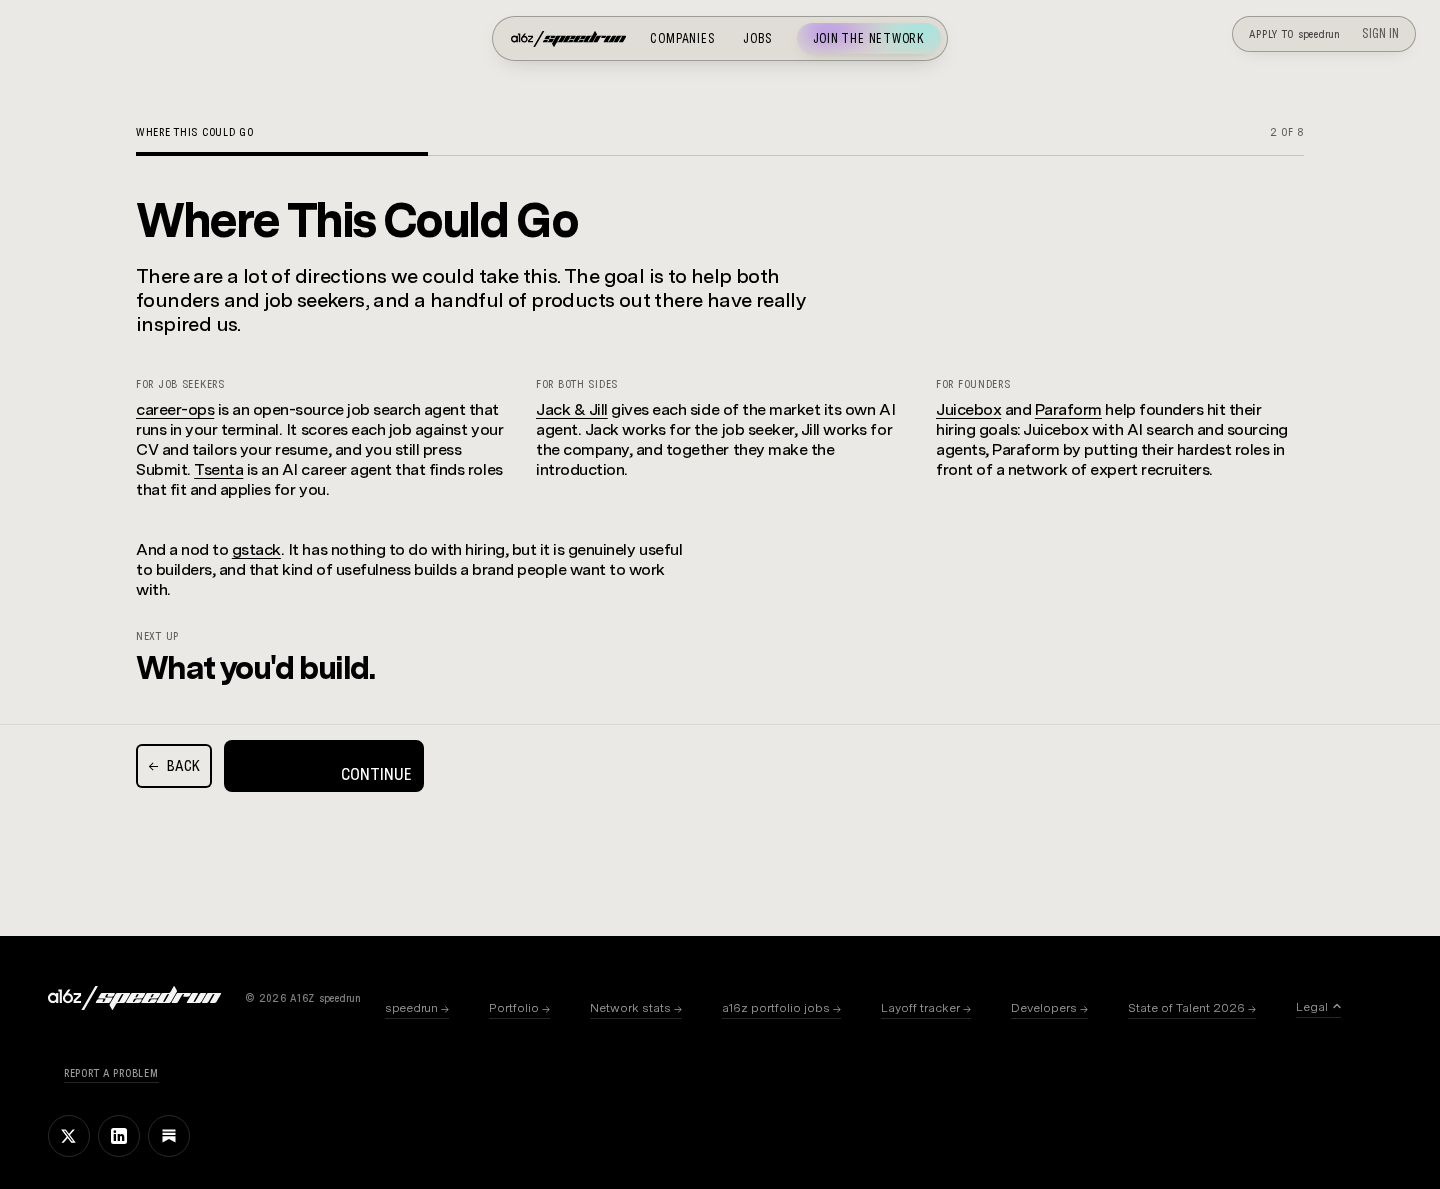 a16z/speedrun COMPANIES JOBS JOIN THE NETWORK
APPLY TO speedrun SIGN IN
WHERE THIS COULD GO
2 OF 8
Where This Could Go
There are a lot of directions we could take this. The goal is to help both
founders and job seekers, and a handful of products out there have really
inspired us.
FOR JOB SEEKERS
career-ops is an open-source job search agent that
runs in your terminal. It scores each job against your
CV and tailors your resume, and you still press
Submit. Tsenta is an AI career agent that finds roles
that fit and applies for you.
FOR BOTH SIDES
Jack & Jill gives each side of the market its own AI
agent. Jack works for the job seeker, Jill works for
the company, and together they make the
introduction.
FOR FOUNDERS
Juicebox and Paraform help founders hit their
hiring goals: Juicebox with AI search and sourcing
agents, Paraform by putting their hardest roles in
front of a network of expert recruiters.
And a nod to gstack. It has nothing to do with hiring, but it is genuinely useful
to builders, and that kind of usefulness builds a brand people want to work
with.
NEXT UP
What you'd build.
← BACK
CONTINUE
a16z/speedrun © 2026 A16Z speedrun
speedrun → Portfolio → Network stats → a16z portfolio jobs → Layoff tracker → Developers → State of Talent 2026 → Legal ^
REPORT A PROBLEM